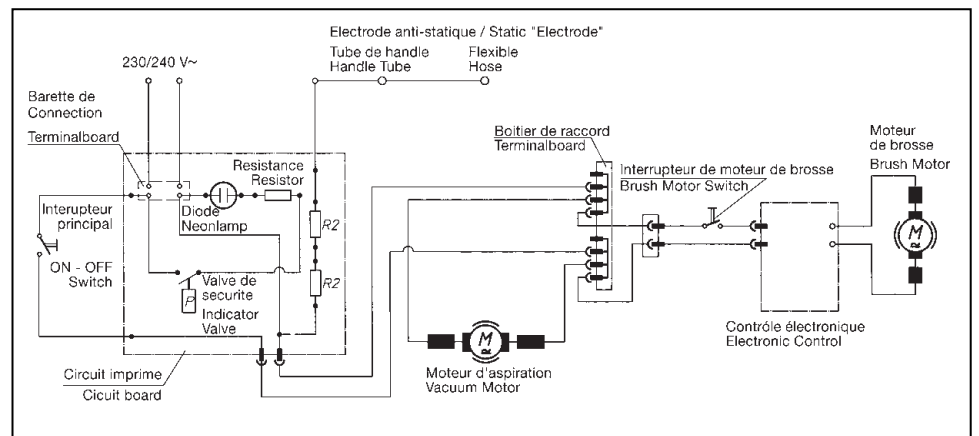 Electrode anti-statique / Static "Electrode"
Tube de handle
Handle Tube
Flexible
Hose
230/240 V~
Barette de
Connection
Terminalboard
Resistance
Resistor
Diode
Neonlamp
R2
R2
Interupteur
principal
ON - OFF
Switch
Valve de
securite
P
Indicator
Valve
Circuit imprime
Cicuit board
Boitier de raccord
Terminalboard
Interrupteur de moteur de brosse
Brush Motor Switch
Moteur
de brosse
Brush Motor
M
M
Moteur d'aspiration
Vacuum Motor
Contrôle électronique
Electronic Control